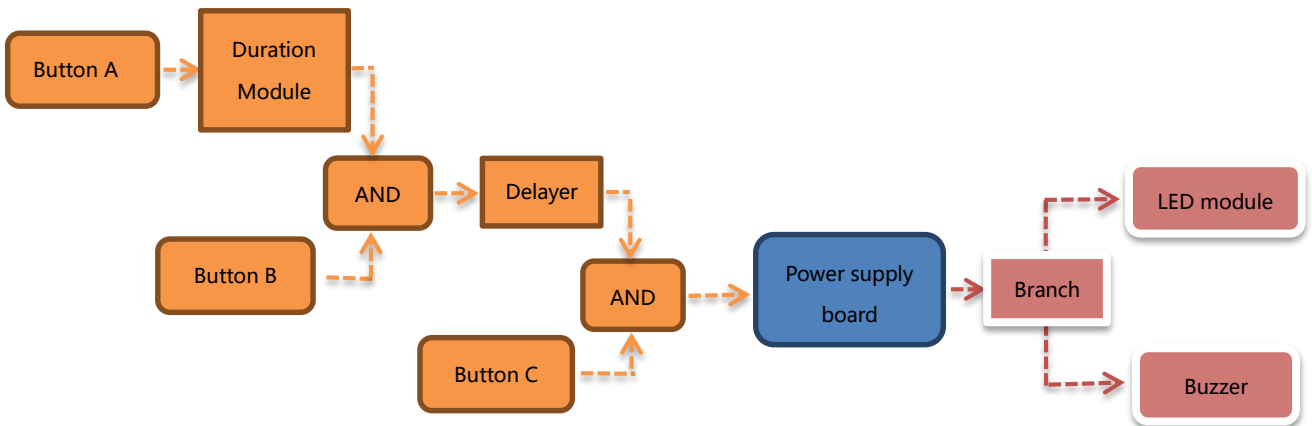 Button A
Duration
Module
AND
Delayer
LED module
Button B
Power supply
board
AND
Branch
Button C
Buzzer